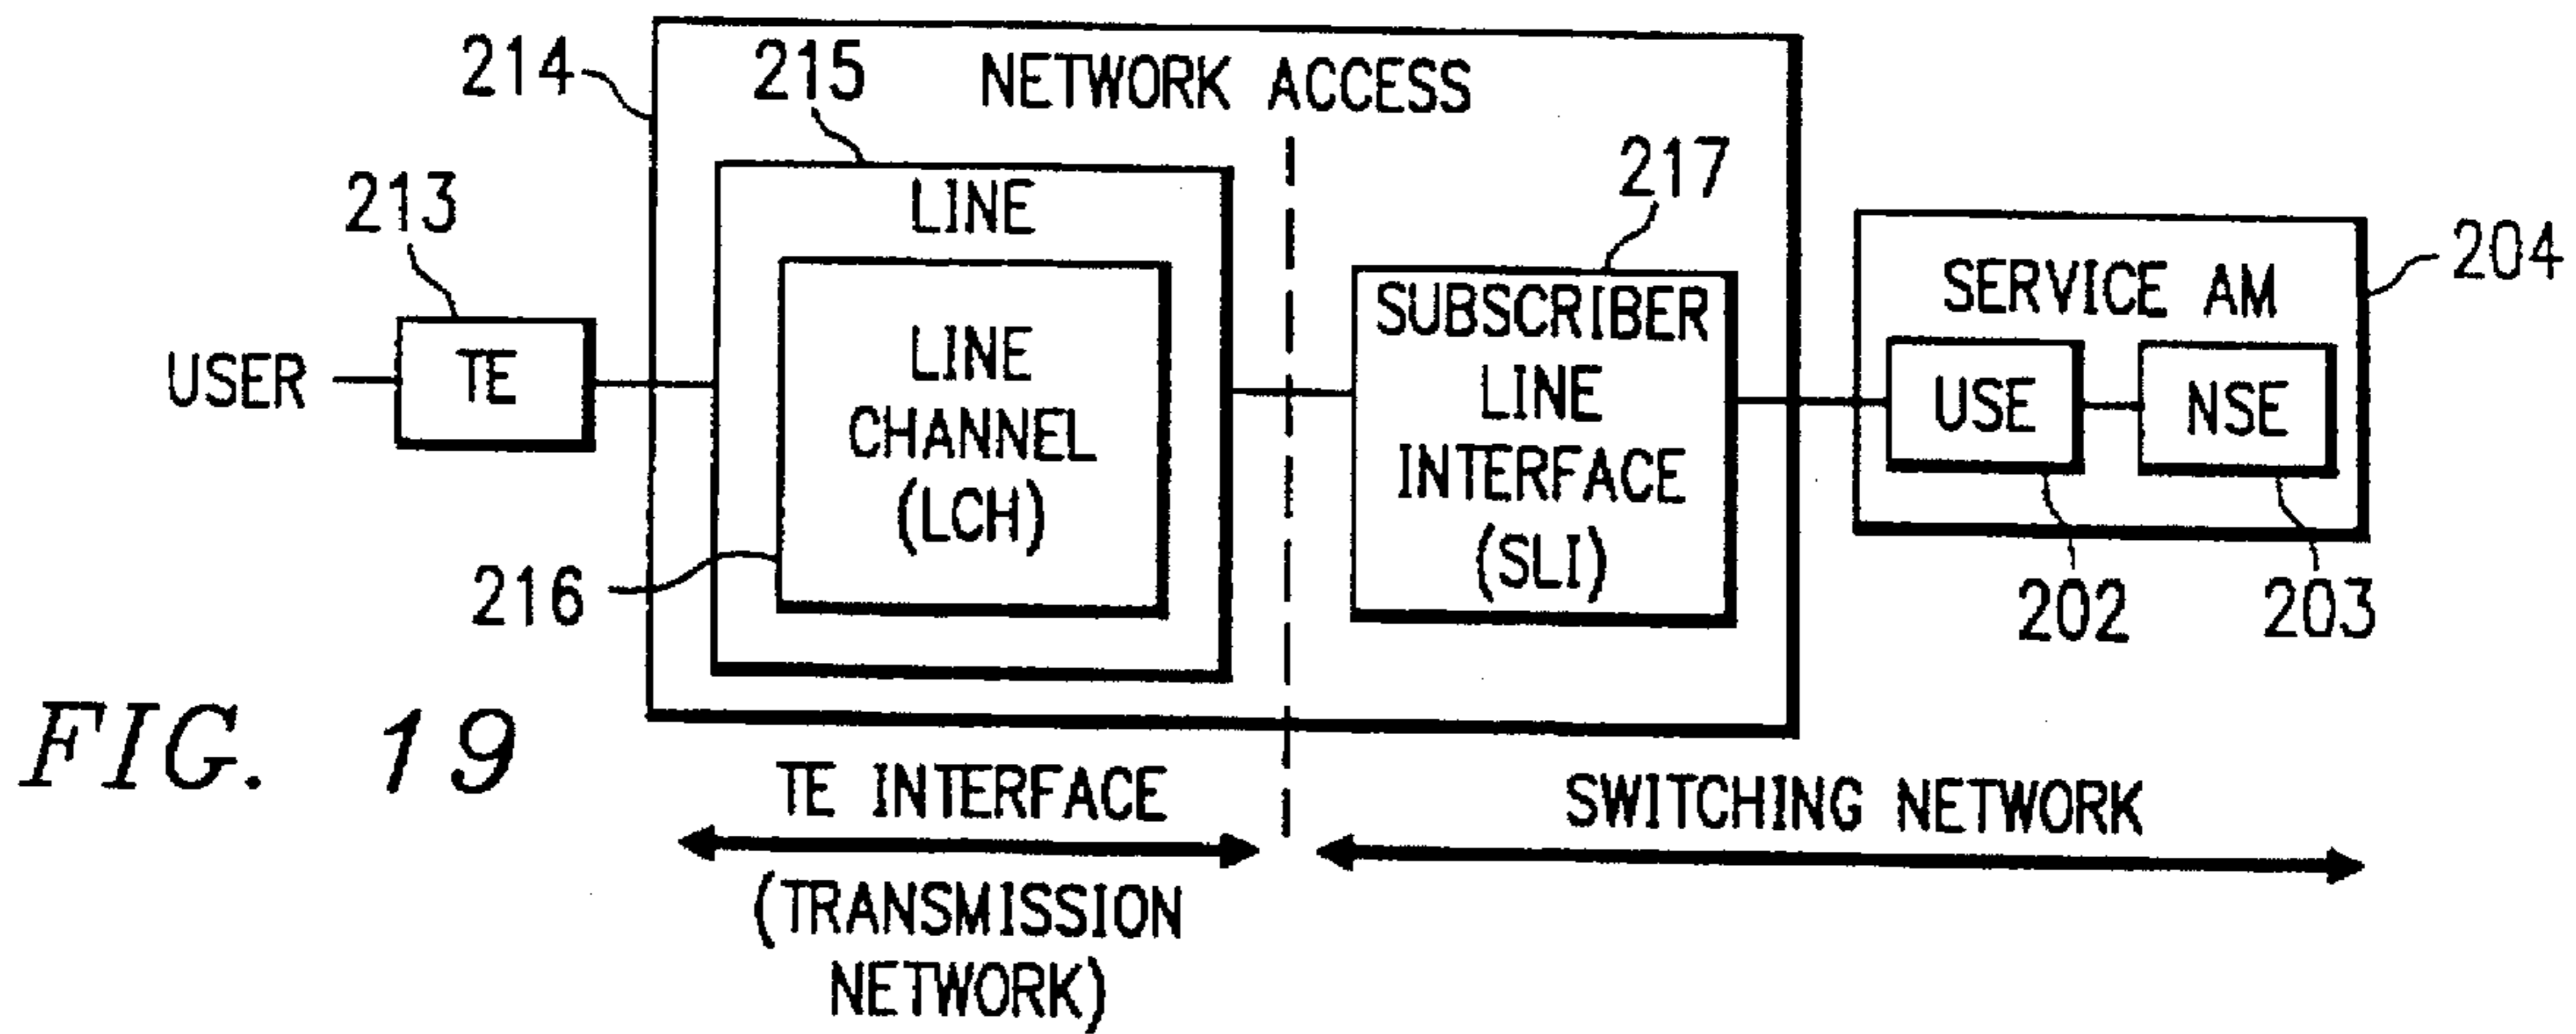 214
215
NETWORK ACCESS
217
213
LINE
204
SERVICE AM
USER
TE
LINE
CHANNEL
(LCH)
SUBSCRIBER
LINE
INTERFACE
(SLI)
USE
NSE
216
202
203
FIG. 19
TE INTERFACE
(TRANSMISSION
NETWORK)
SWITCHING NETWORK